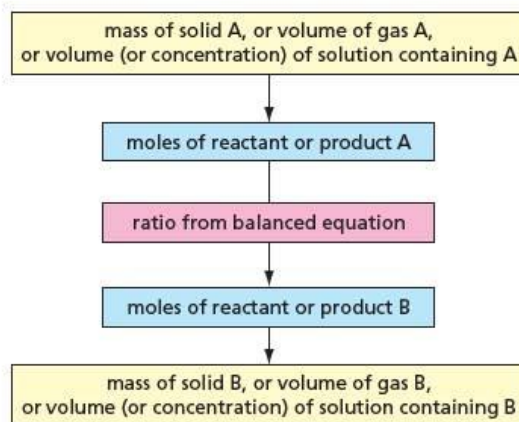 mass of solid A, or volume of gas A,
or volume (or concentration) of solution containing A
moles of reactant or product A
ratio from balanced equation
moles of reactant or product B
mass of solid B, or volume of gas B,
or volume (or concentration) of solution containing B